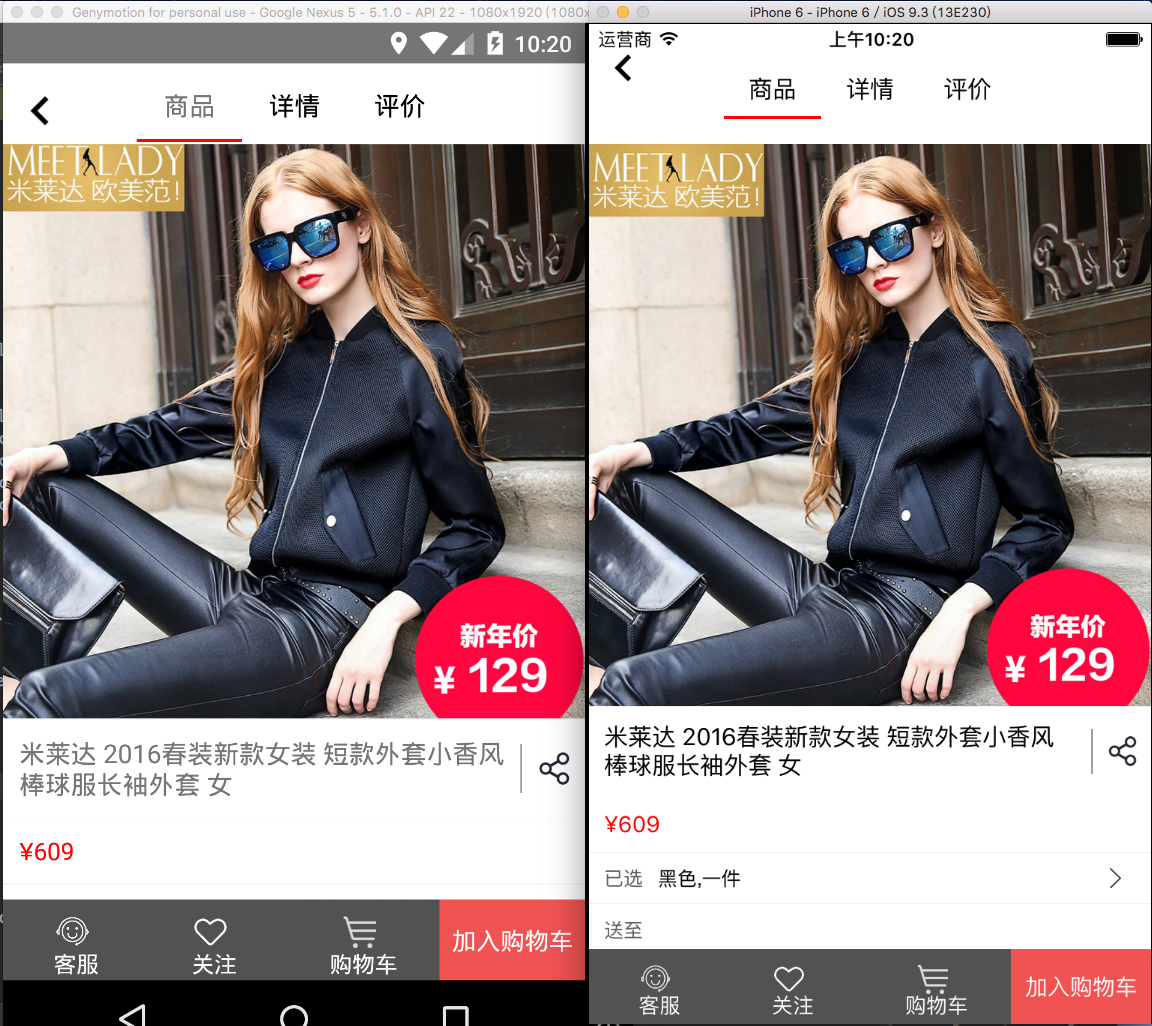 Genymotion for personal use - Google Nexus 5 - 5.1.0 - API 22 - 1080x1920 (1080x
10:20
商品 详情 评价
MEET LADY
米莱达 欧美范!
新年价
¥ 129
米莱达 2016春装新款女装 短款外套小香风
棒球服长袖外套 女
¥609
客服 关注 购物车 加入购物车
iPhone 6 - iPhone 6 / iOS 9.3 (13E230)
运营商 上午10:20
商品 详情 评价
MEET LADY
米莱达 欧美范!
新年价
¥ 129
米莱达 2016春装新款女装 短款外套小香风
棒球服长袖外套 女
¥609
已选 黑色,一件
送至
客服 关注 购物车 加入购物车